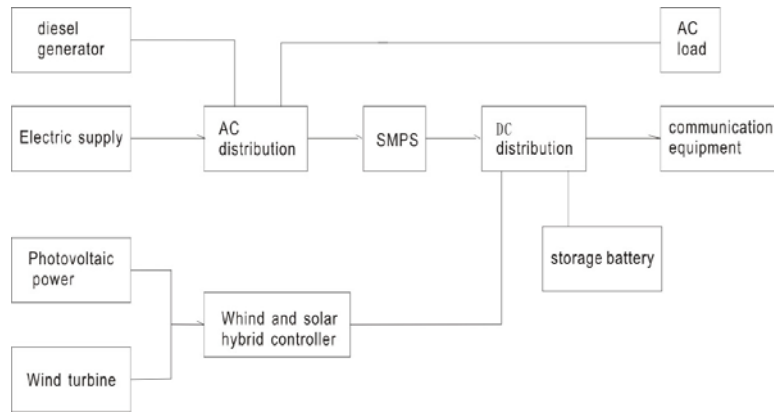 diesel
generator
AC
load
Electric supply
AC
distribution
SMPS
DC
distribution
communication
equipment
storage battery
Photovoltaic
power
Whind and solar
hybrid controller
Wind turbine